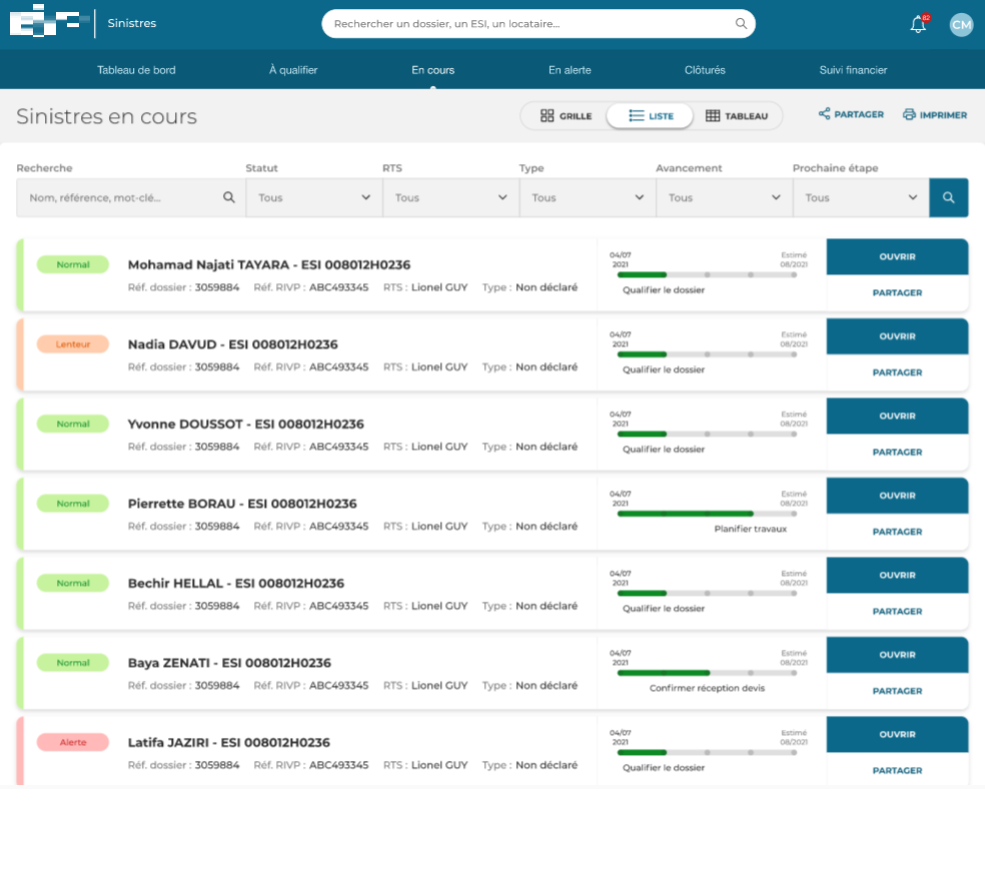 Sinistres
Rechercher un dossier, un ESI, un locataire...
82
CM
Tableau de bord À qualifier En cours En alerte Clôturés Suivi financier
Sinistres en cours
GRILLE LISTE TABLEAU PARTAGER IMPRIMER
Recherche Statut RTS Type Avancement Prochaine étape
Nom, référence, mot-clé... Tous Tous Tous Tous Tous
Normal
Mohamad Najati TAYARA - ESI 008012H0236
Réf. dossier : 3059884 Réf. RIVP : ABC493345 RTS : Lionel GUY Type : Non déclaré
04/07 Estimé
2021 08/2021
Qualifier le dossier
OUVRIR
PARTAGER
Lenteur
Nadia DAVUD - ESI 008012H0236
Réf. dossier : 3059884 Réf. RIVP : ABC493345 RTS : Lionel GUY Type : Non déclaré
04/07 Estimé
2021 08/2021
Qualifier le dossier
OUVRIR
PARTAGER
Normal
Yvonne DOUSSOT - ESI 008012H0236
Réf. dossier : 3059884 Réf. RIVP : ABC493345 RTS : Lionel GUY Type : Non déclaré
04/07 Estimé
2021 08/2021
Qualifier le dossier
OUVRIR
PARTAGER
Normal
Pierrette BORAU - ESI 008012H0236
Réf. dossier : 3059884 Réf. RIVP : ABC493345 RTS : Lionel GUY Type : Non déclaré
04/07 Estimé
2021 08/2021
Planifier travaux
OUVRIR
PARTAGER
Normal
Bechir HELLAL - ESI 008012H0236
Réf. dossier : 3059884 Réf. RIVP : ABC493345 RTS : Lionel GUY Type : Non déclaré
04/07 Estimé
2021 08/2021
Qualifier le dossier
OUVRIR
PARTAGER
Normal
Baya ZENATI - ESI 008012H0236
Réf. dossier : 3059884 Réf. RIVP : ABC493345 RTS : Lionel GUY Type : Non déclaré
04/07 Estimé
2021 08/2021
Confirmer réception devis
OUVRIR
PARTAGER
Alerte
Latifa JAZIRI - ESI 008012H0236
Réf. dossier : 3059884 Réf. RIVP : ABC493345 RTS : Lionel GUY Type : Non déclaré
04/07 Estimé
2021 08/2021
Qualifier le dossier
OUVRIR
PARTAGER